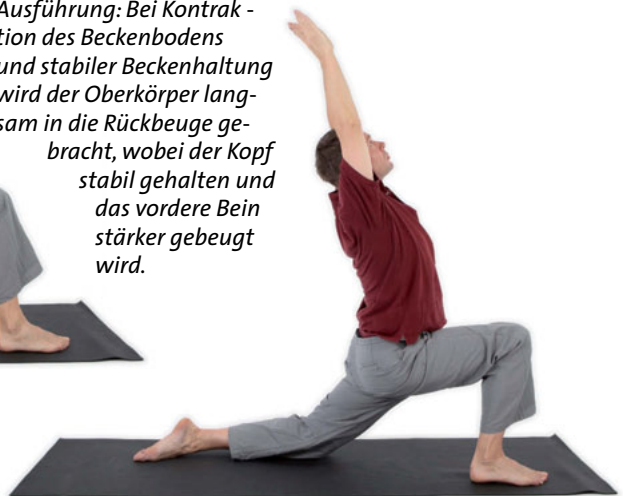 Ausführung: Bei Kontrak -
tion des Beckenbodens
und stabiler Beckenhaltung
wird der Oberkörper lang-
sam in die Rückbeuge ge-
bracht, wobei der Kopf
stabil gehalten und
das vordere Bein
stärker gebeugt
wird.